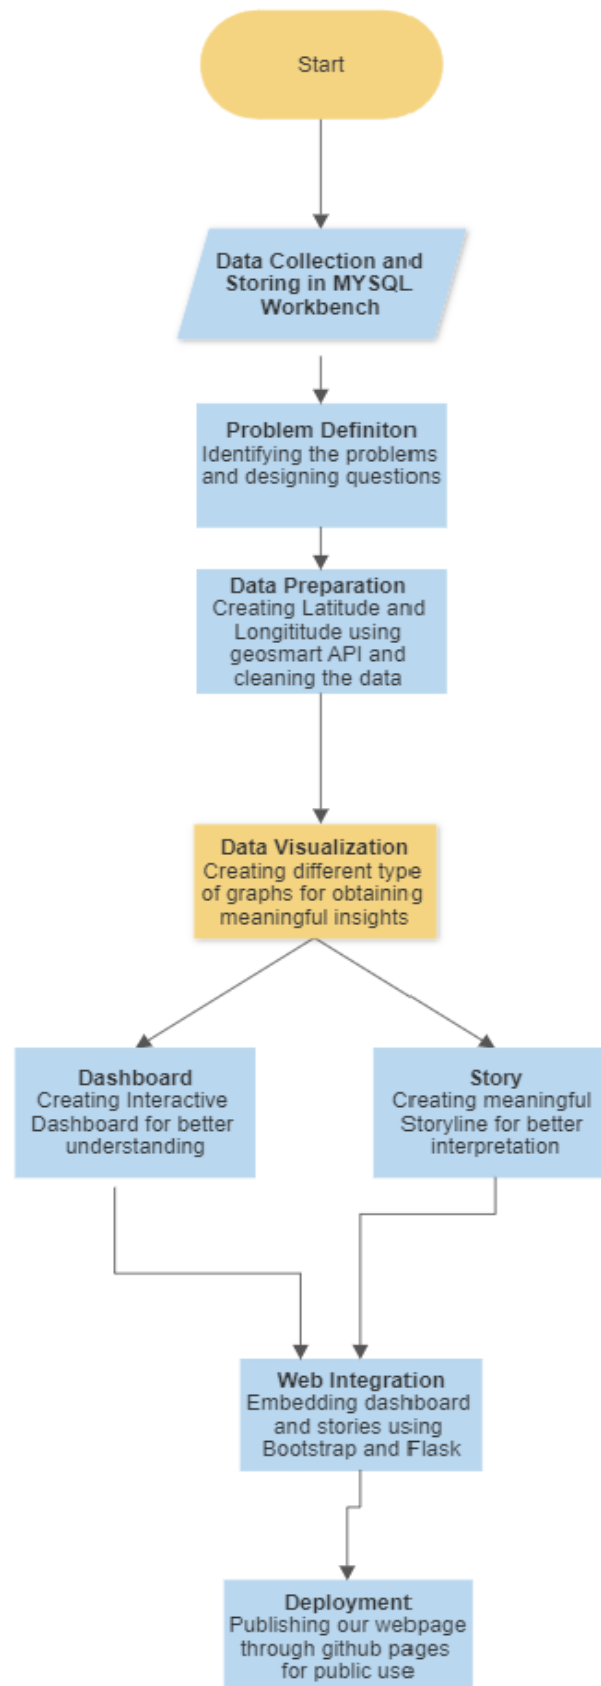 Start
Data Collection and
Storing in MYSQL
Workbench
Problem Definiton
Identifying the problems
and designing questions
Data Preparation
Creating Latitude and
Longititude using
geosmart API and
cleaning the data
Data Visualization
Creating different type
of graphs for obtaining
meaningful insights
Dashboard
Creating Interactive
Dashboard for better
understanding
Story
Creating meaningful
Storyline for better
interpretation
Web Integration
Embedding dashboard
and stories using
Bootstrap and Flask
Deployment
Publishing our webpage
through github pages
for public use